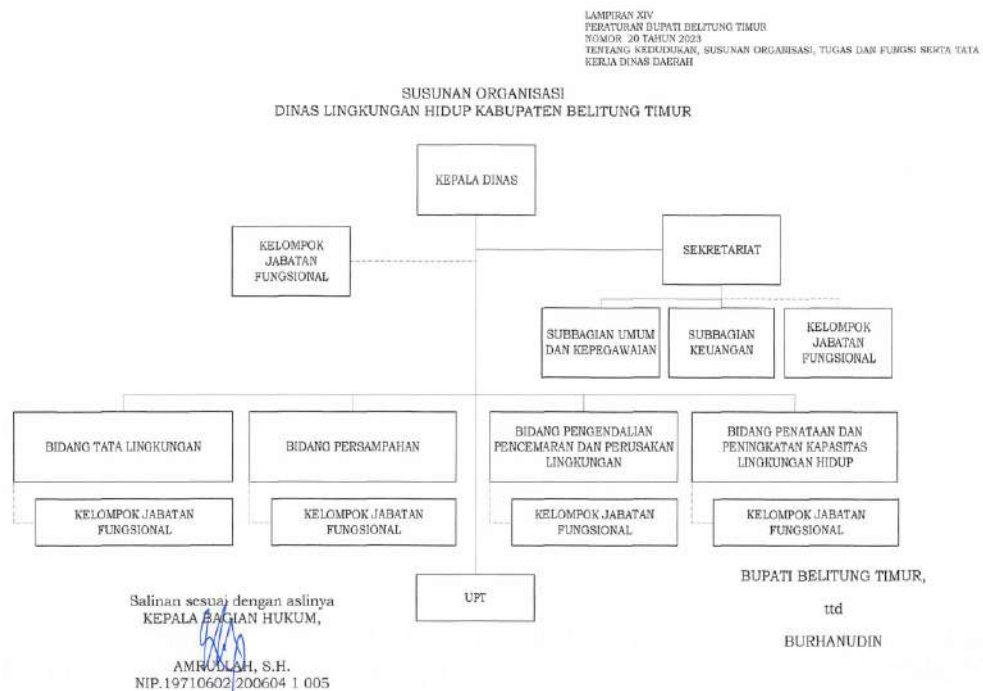 LAMPIRAN XIV
PERATURAN BUPATI BELITUNG TIMUR
NOMOR 20 TAHUN 2023
TENTANG KEDUDUKAN, SUSUNAN ORGANISASI, TUGAS DAN FUNGSI SERTA TATA
KERJA DINAS DAERAH
SUSUNAN ORGANISASI
DINAS LINGKUNGAN HIDUP KABUPATEN BELITUNG TIMUR
KEPALA DINAS
KELOMPOK
JABATAN
FUNGSIONAL
SEKRETARIAT
SUBBAGIAN UMUM
DAN KEPEGAWAIAN
SUBBAGIAN
KEUANGAN
KELOMPOK
JABATAN
FUNGSIONAL
BIDANG TATA LINGKUNGAN
BIDANG PERSAMPAHAN
BIDANG PENGENDALIAN
PENCEMARAN DAN PERUSAKAN
LINGKUNGAN
BIDANG PENATAAN DAN
PENINGKATAN KAPASITAS
LINGKUNGAN HIDUP
KELOMPOK JABATAN
FUNGSIONAL
KELOMPOK JABATAN
FUNGSIONAL
KELOMPOK JABATAN
FUNGSIONAL
KELOMPOK JABATAN
FUNGSIONAL
UPT
Salinan sesuai dengan aslinya
KEPALA BAGIAN HUKUM,
AMRULLAH, S.H.
NIP.19710602 200604 1 005
BUPATI BELITUNG TIMUR,
ttd
BURHANUDIN